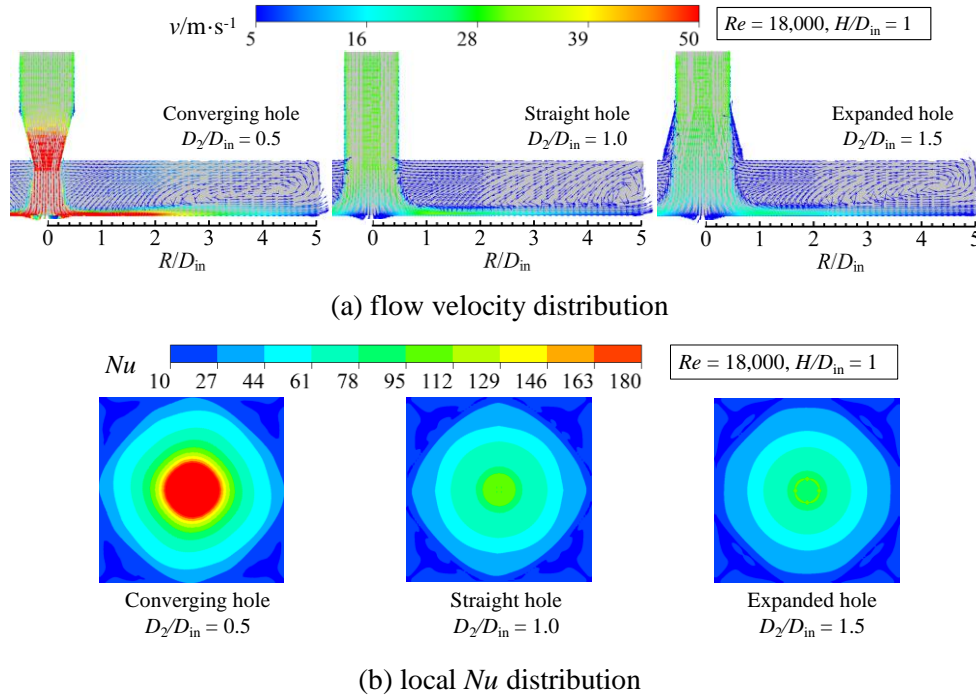 v/m·s⁻¹
5 16 28 39 50
Re = 18,000, H/Din = 1
Converging hole
D2/Din = 0.5
Straight hole
D2/Din = 1.0
Expanded hole
D2/Din = 1.5
0 1 2 3 4 5
R/Din
0 1 2 3 4 5
R/Din
0 1 2 3 4 5
R/Din
(a) flow velocity distribution
Nu
10 27 44 61 78 95 112 129 146 163 180
Re = 18,000, H/Din = 1
Converging hole
D2/Din = 0.5
Straight hole
D2/Din = 1.0
Expanded hole
D2/Din = 1.5
(b) local Nu distribution